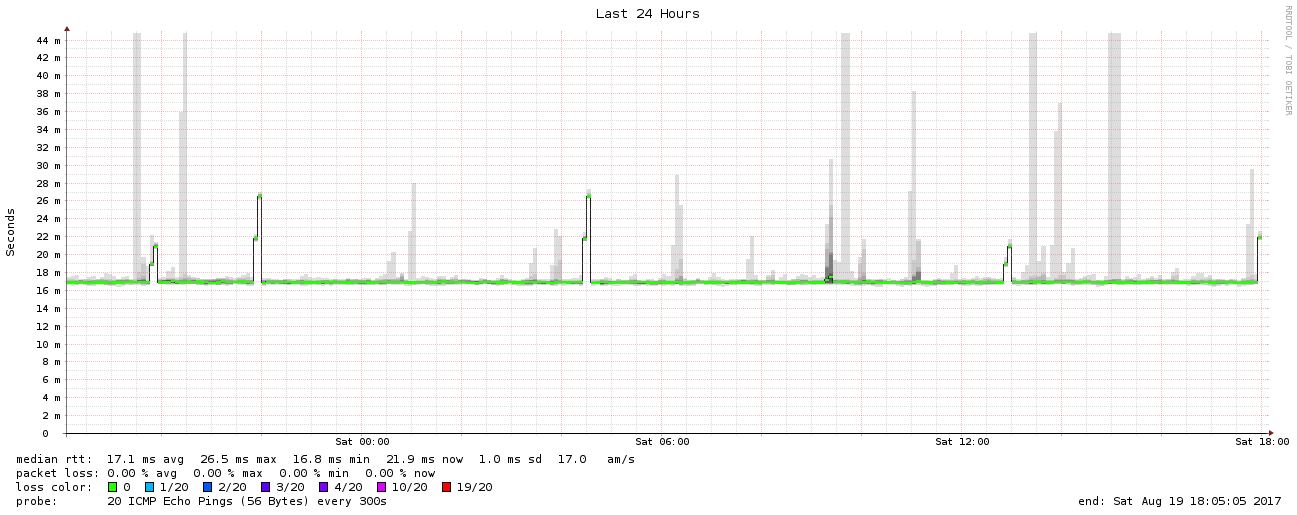 Last 24 Hours
RRDTOOL / TOBI OETIKER
Seconds
44 m
42 m
40 m
38 m
36 m
34 m
32 m
30 m
28 m
26 m
24 m
22 m
20 m
18 m
16 m
14 m
12 m
10 m
8 m
6 m
4 m
2 m
0
Sat 00:00 Sat 06:00 Sat 12:00 Sat 18:00
median rtt: 17.1 ms avg 26.5 ms max 16.8 ms min 21.9 ms now 1.0 ms sd 17.0 am/s
packet loss: 0.00 % avg 0.00 % max 0.00 % min 0.00 % now
loss color: 0 1/20 2/20 3/20 4/20 10/20 19/20
probe: 20 ICMP Echo Pings (56 Bytes) every 300s end: Sat Aug 19 18:05:05 2017